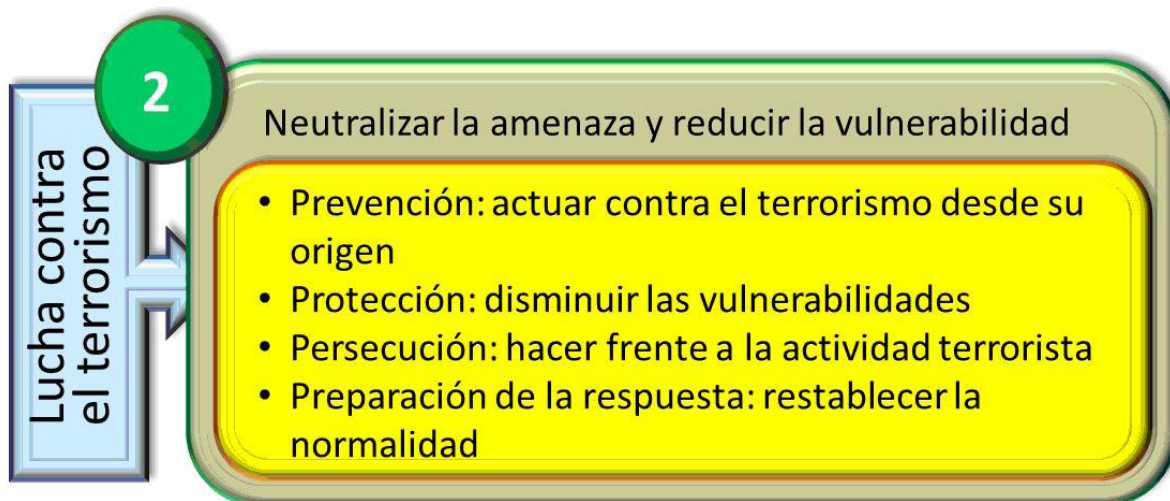 2
Lucha contra
el terrorismo
Neutralizar la amenaza y reducir la vulnerabilidad
• Prevención: actuar contra el terrorismo desde su
origen
• Protección: disminuir las vulnerabilidades
• Persecución: hacer frente a la actividad terrorista
• Preparación de la respuesta: restablecer la
normalidad